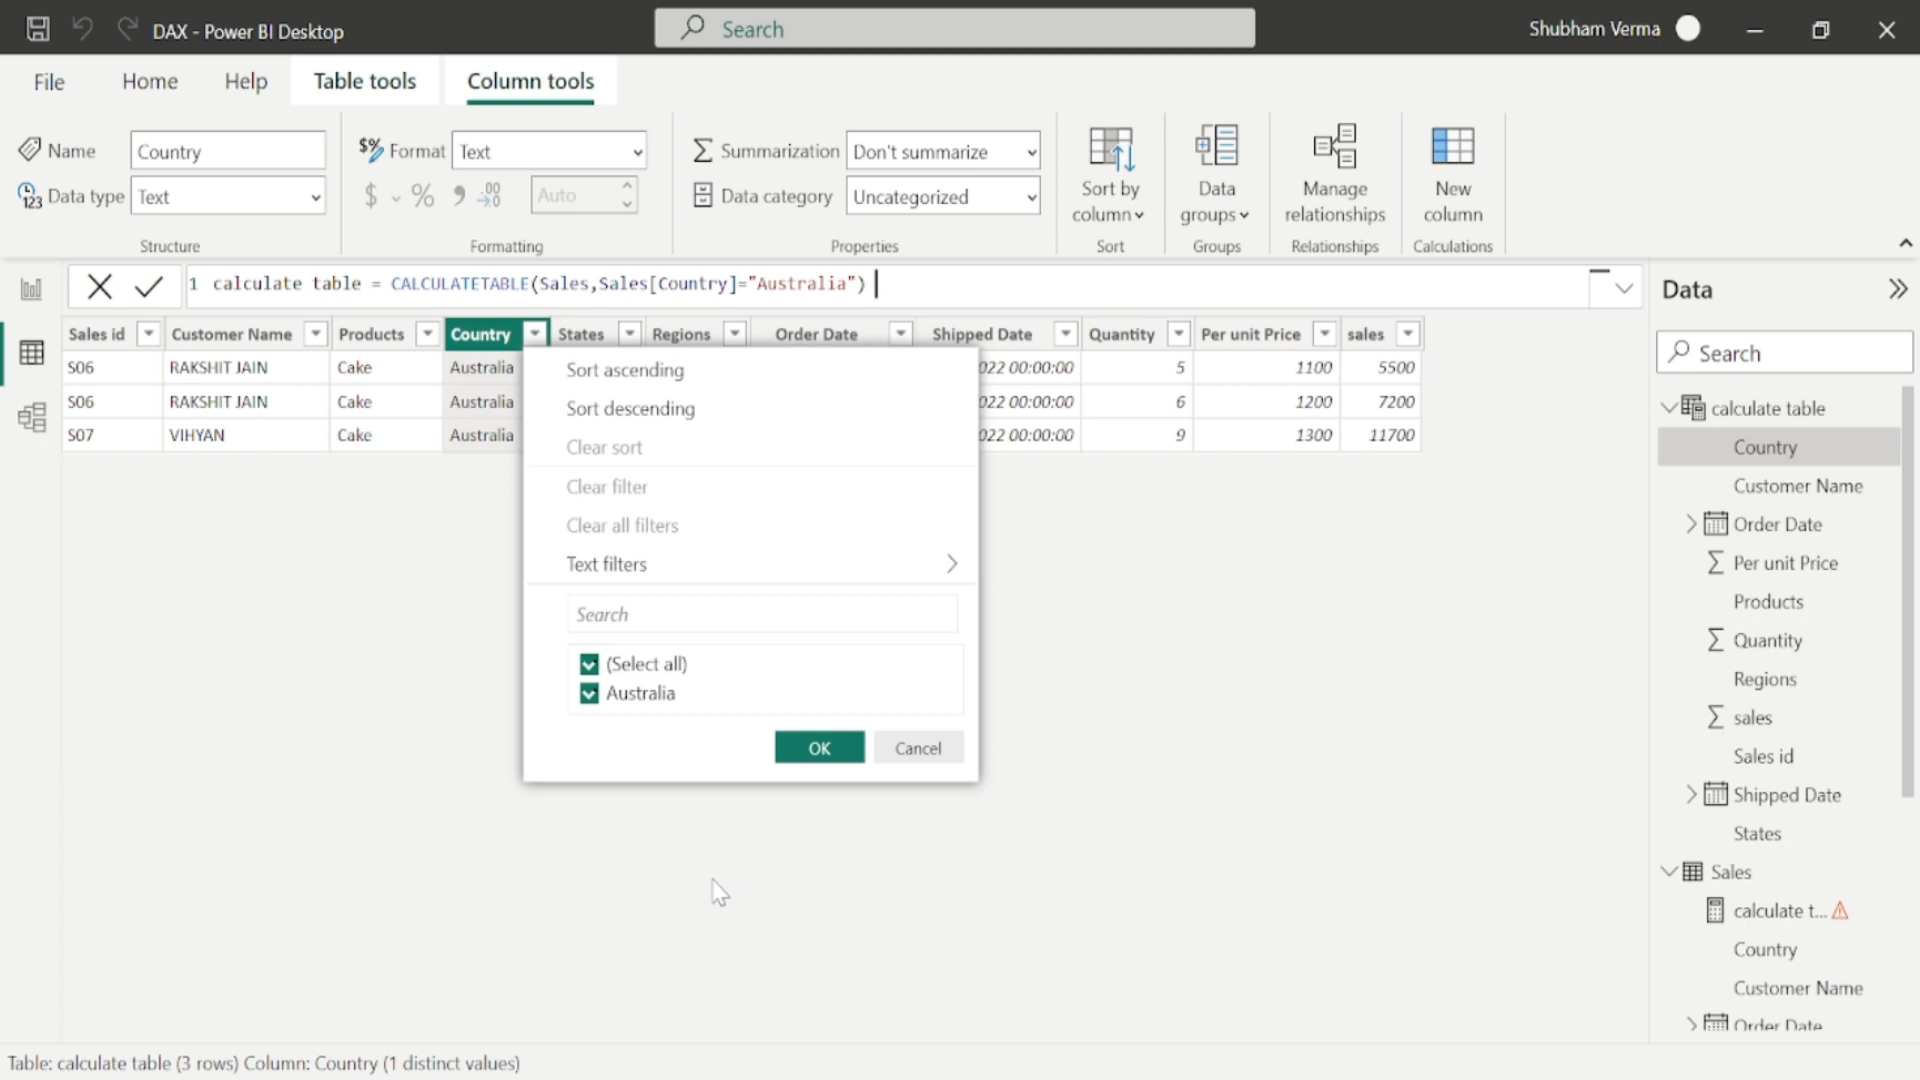 DAX - Power BI Desktop
Search
Shubham Verma
File Home Help Table tools Column tools
Name Country
Data type Text
Structure
$% Format Text
$ % 9 .00 Auto
Formatting
Σ Summarization Don't summarize
Data category Uncategorized
Properties
Sort by
column
Sort
Data
groups
Groups
Manage
relationships
Relationships
New
column
Calculations
1 calculate table = CALCULATETABLE(Sales,Sales[Country]="Australia")
Sales id Customer Name Products Country States Regions Order Date Shipped Date Quantity Per unit Price sales
S06 RAKSHIT JAIN Cake Australia 022 00:00:00 5 1100 5500
S06 RAKSHIT JAIN Cake Australia 022 00:00:00 6 1200 7200
S07 VIHYAN Cake Australia 022 00:00:00 9 1300 11700
Sort ascending
Sort descending
Clear sort
Clear filter
Clear all filters
Text filters
Search
(Select all)
Australia
OK Cancel
Data
Search
calculate table
Country
Customer Name
Order Date
Σ Per unit Price
Products
Σ Quantity
Regions
Σ sales
Sales id
Shipped Date
States
Sales
calculate t...
Country
Customer Name
Order Date
Table: calculate table (3 rows) Column: Country (1 distinct values)